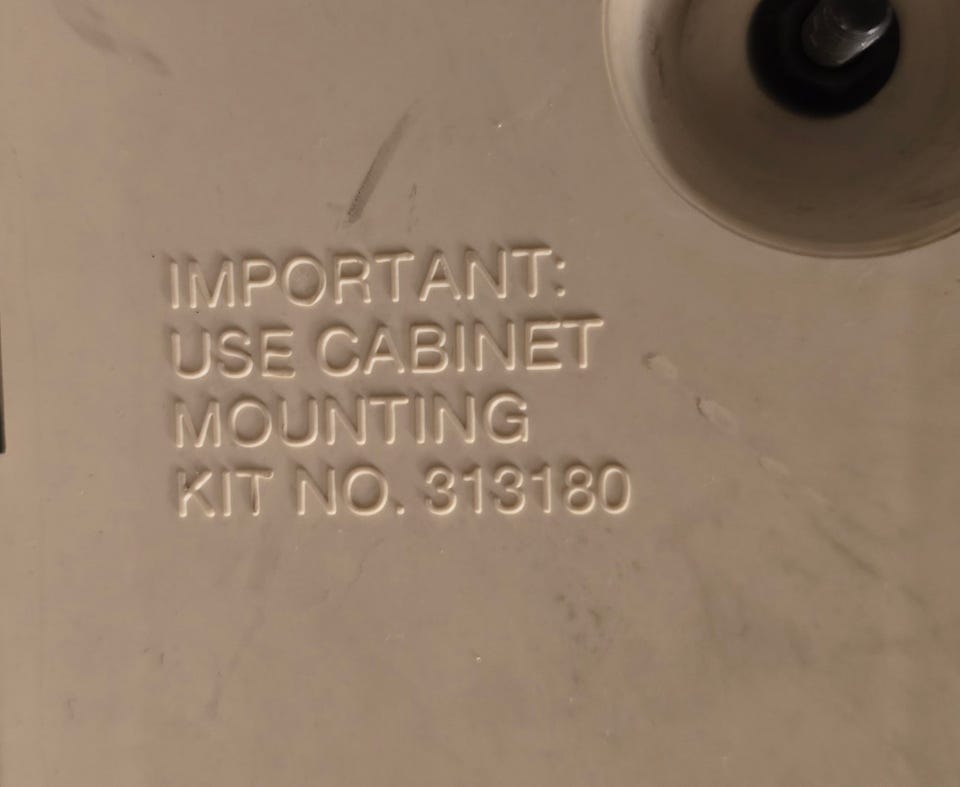 IMPORTANT:
USE CABINET
MOUNTING
KIT NO. 313180